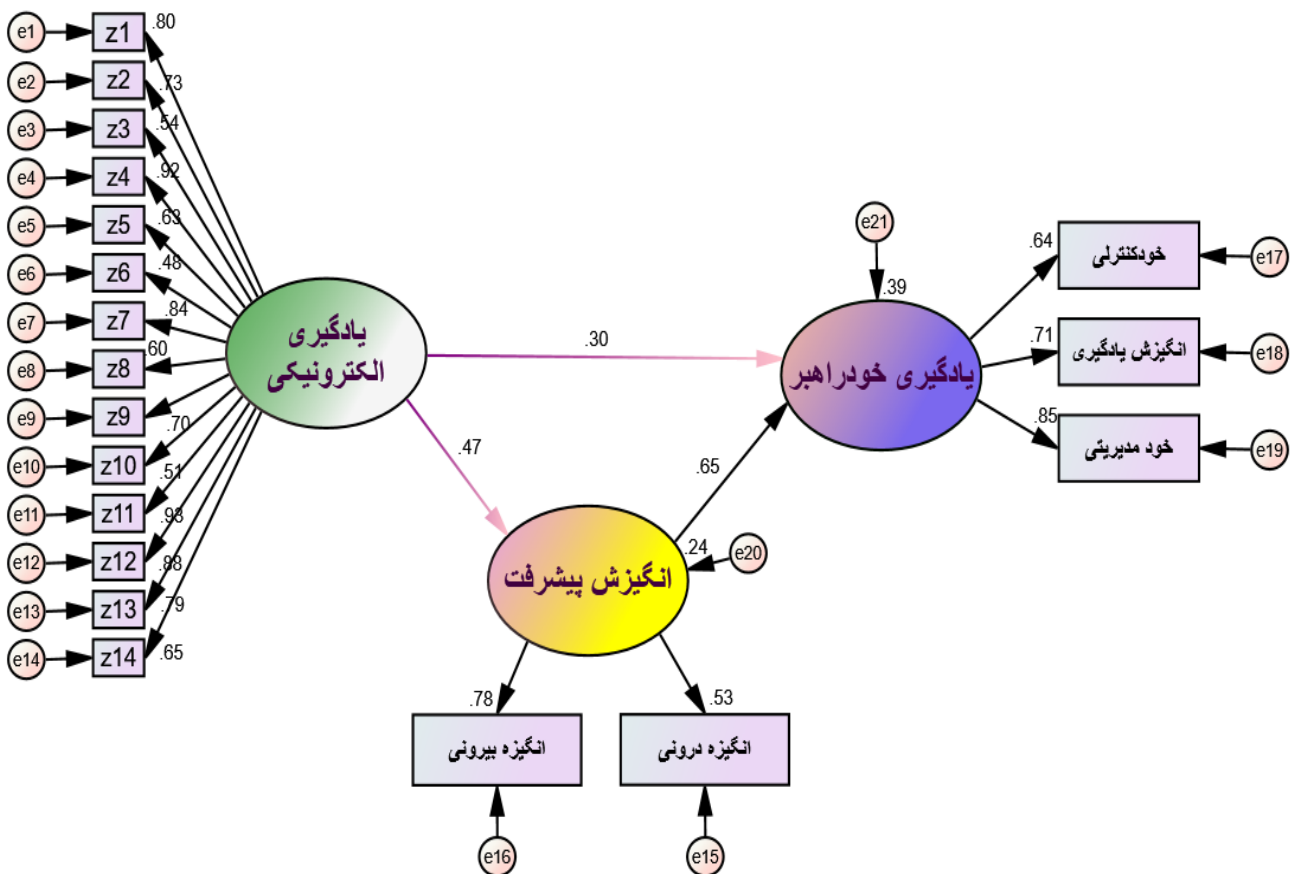 e1
z1
.80
e2
z2
.73
e3
z3
.54
e4
z4
.92
e5
z5
.63
e6
z6
.48
e7
z7
.84
e8
z8
.60
e9
z9
.70
e10
z10
.51
e11
z11
.93
e12
z12
.88
e13
z13
.79
e14
z14
.65
یادگیری
الکترونیکی
.30
.47
e21
.39
یادگیری خودراهبر
.64
خودکنترلی
e17
.71
انگیزش یادگیری
e18
.85
خود مدیریتی
e19
.65
.24
e20
انگیزش پیشرفت
.78
.53
انگیزه بیرونی
انگیزه درونی
e16
e15